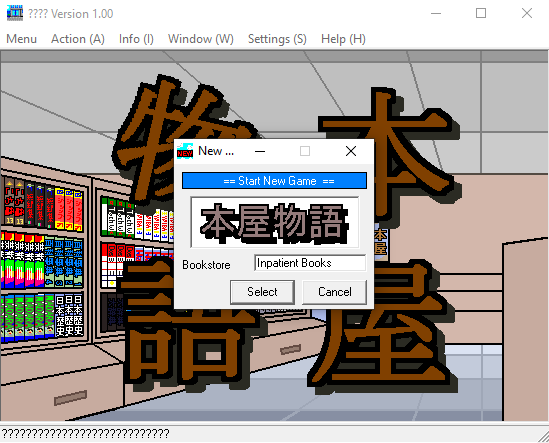 ???? Version 1.00
Menu Action (A) Info (I) Window (W) Settings (S) Help (H)
物 本
語 屋
New ...
== Start New Game ==
本屋物語
Bookstore Inpatient Books
Select Cancel
????????????????????????????